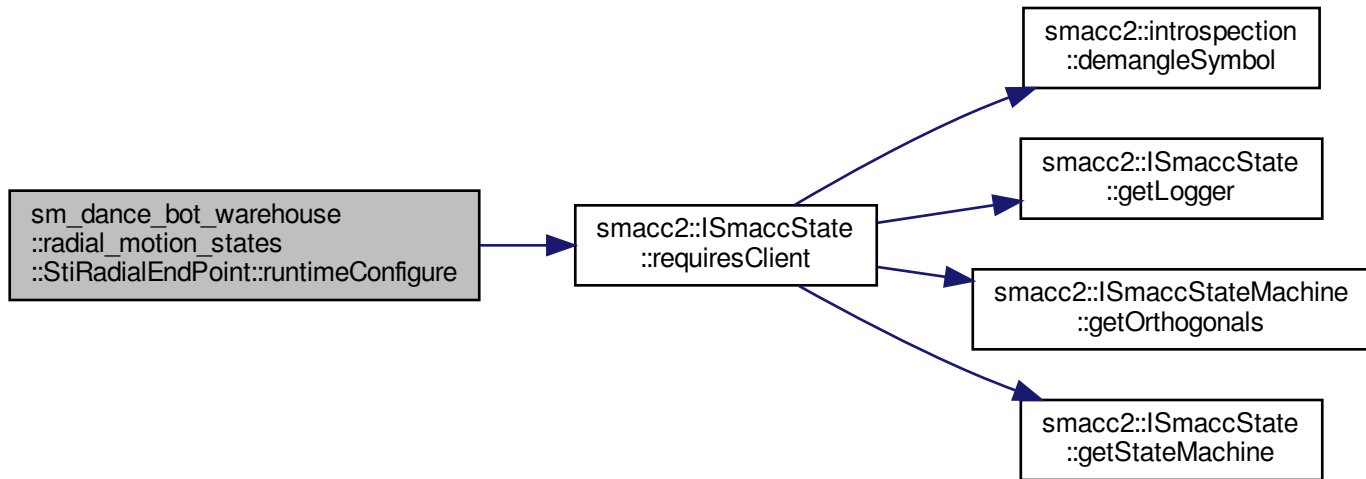 sm_dance_bot_warehouse
::radial_motion_states
::StiRadialEndPoint::runtimeConfigure
smacc2::ISmaccState
::requiresClient
smacc2::introspection
::demangleSymbol
smacc2::ISmaccState
::getLogger
smacc2::ISmaccStateMachine
::getOrthogonals
smacc2::ISmaccState
::getStateMachine